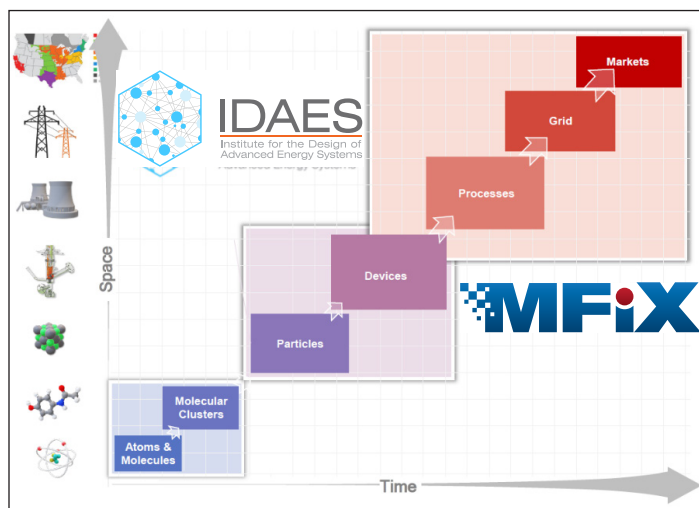 Markets
IDAES
Institute for the Design of
Advanced Energy Systems
Grid
Processes
Space
Devices
MFiX
Particles
Molecular
Clusters
Atoms &
Molecules
Time